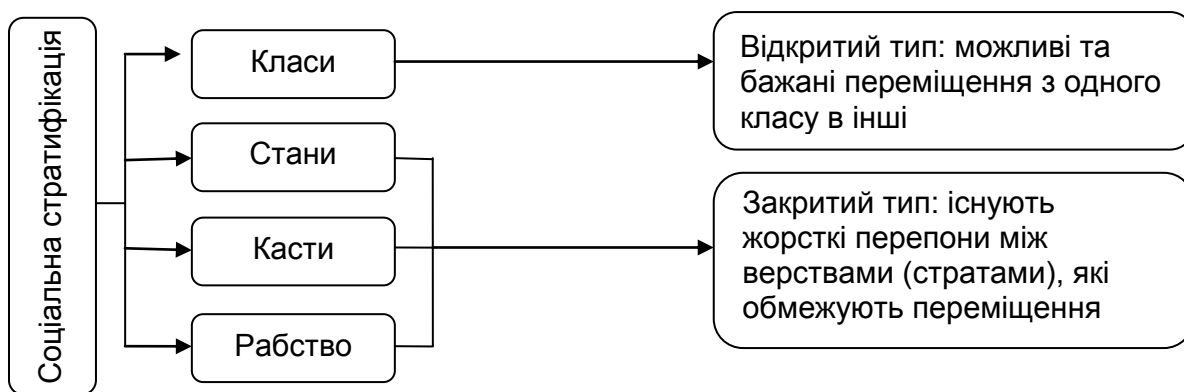 Соціальна стратифікація
Класи
Стани
Касти
Рабство
Відкритий тип: можливі та
бажані переміщення з одного
класу в інші
Закритий тип: існують
жорсткі перепони між
верствами (стратами), які
обмежують переміщення